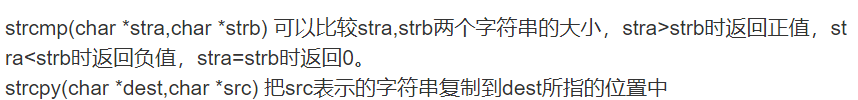 strcmp(char *stra,char *strb) 可以比较stra,strb两个字符串的大小，stra>strb时返回正值，st
ra<strb时返回负值，stra=strb时返回0。
strcpy(char *dest,char *src) 把src表示的字符串复制到dest所指的位置中